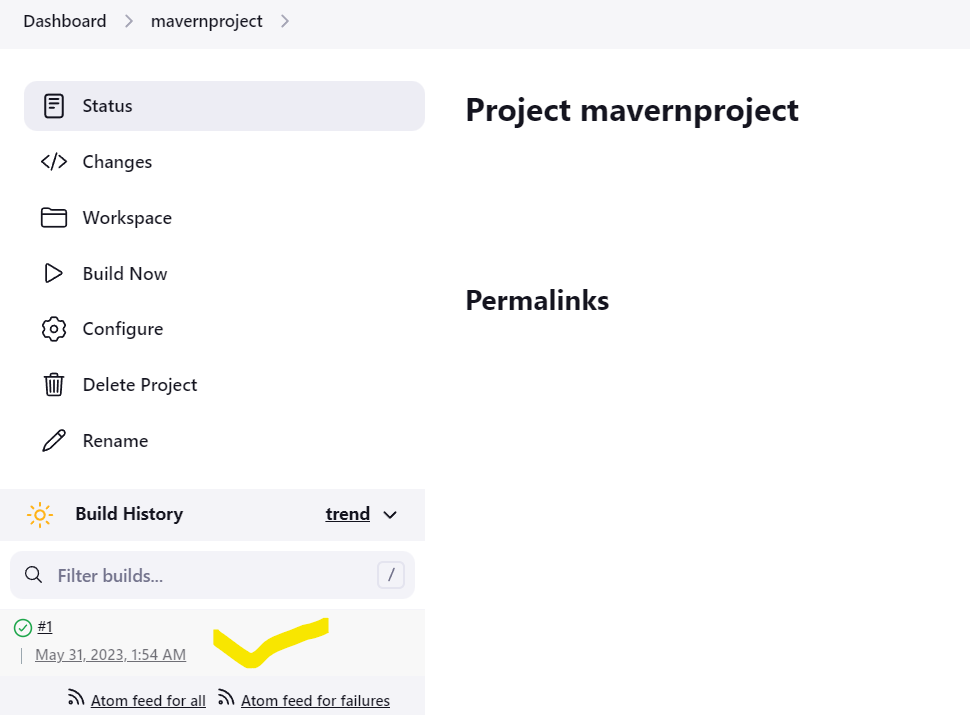 Dashboard > mavernproject >
Status
Project mavernproject
Changes
Workspace
Build Now
Permalinks
Configure
Delete Project
Rename
Build History trend
Filter builds... /
#1
May 31, 2023, 1:54 AM
Atom feed for all Atom feed for failures